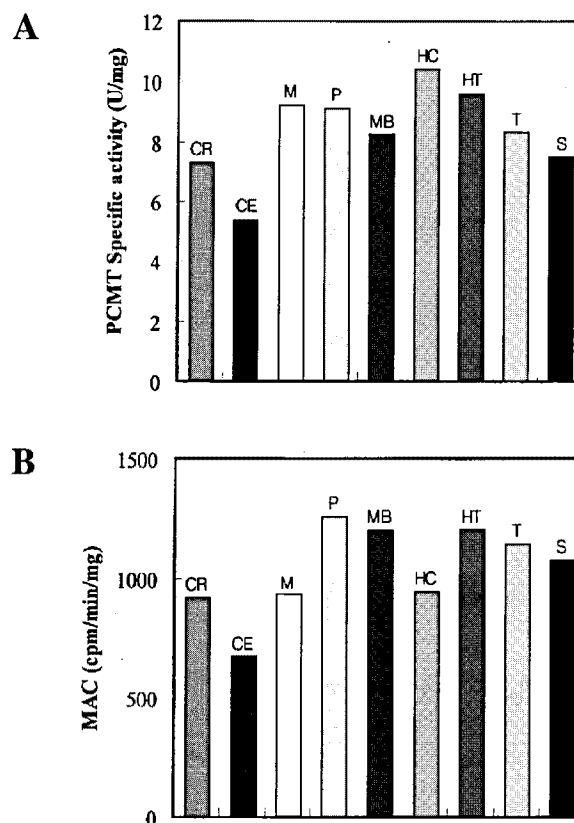 A
PCMT Specific activity (U/mg)
12
10
8
6
4
2
0
CR
CE
M
P
MB
HC
HT
T
S
B
MAC (cpm/min/mg)
1500
1000
500
0
CR
CE
M
P
MB
HC
HT
T
S